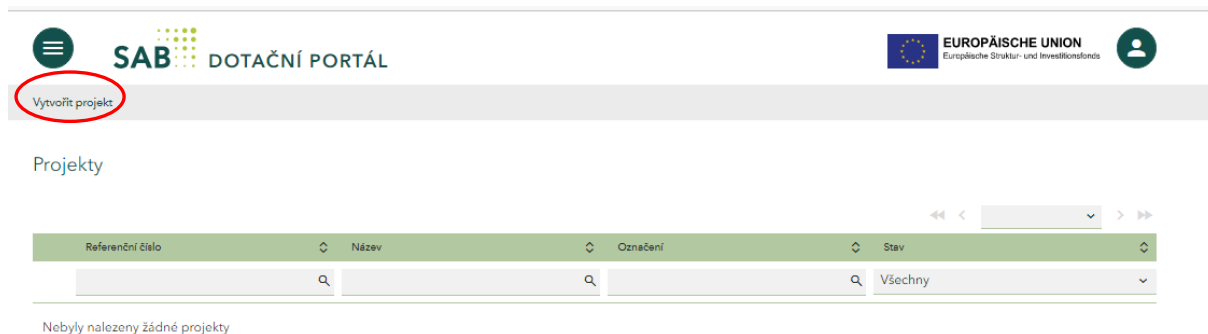 SAB DOTAČNÍ PORTÁL
EUROPÄISCHE UNION
Europäische Struktur- und Investitionsfonds
Vytvořit projekt
Projekty
Referenční číslo Název Označení Stav
Všechny
Nebyly nalezeny žádné projekty